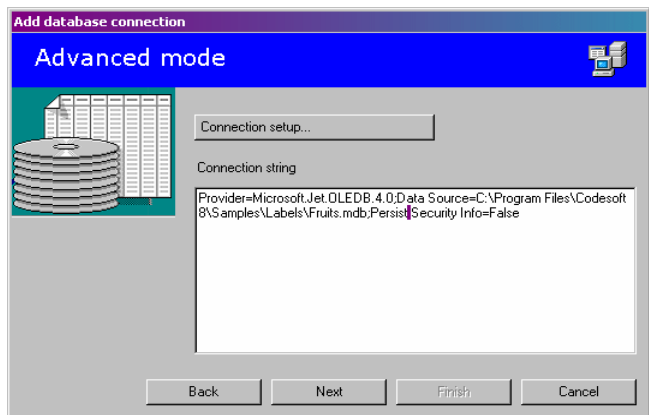 Add database connection
Advanced mode
Connection setup...
Connection string
Provider=Microsoft.Jet.OLEDB.4.0;Data Source=C:\Program Files\Codesoft
8\Samples\Labels\Fruits.mdb;Persist Security Info=False
Back Next Finish Cancel